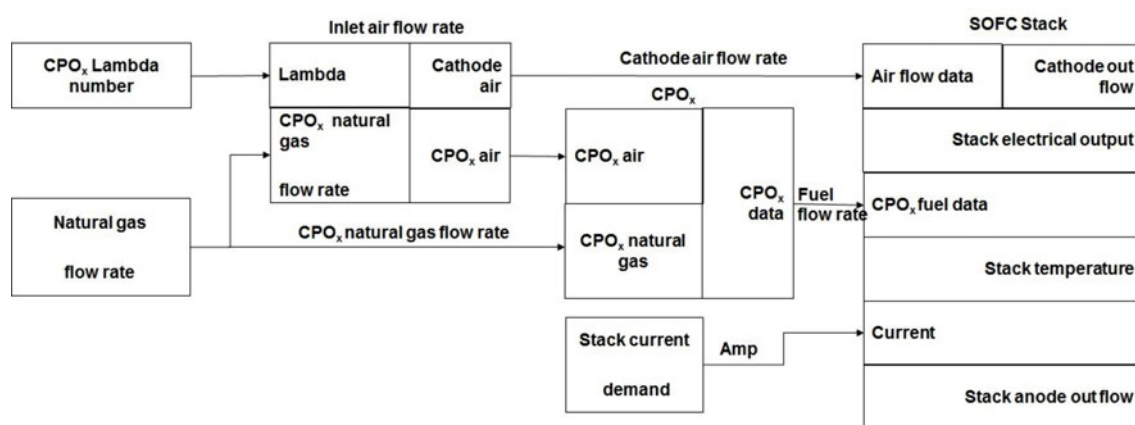 Inlet air flow rate
SOFC Stack
CPOₓ Lambda
number
Lambda
Cathode
air
Cathode air flow rate
Air flow data
Cathode out
flow
CPOₓ
CPOₓ natural
gas
flow rate
CPOₓ air
CPOₓ air
CPOₓ
data
CPOₓ natural
gas
Stack electrical output
Fuel
flow rate
CPOₓ fuel data
Natural gas
flow rate
CPOₓ natural gas flow rate
Stack temperature
Stack current
demand
Amp
Current
Stack anode out flow